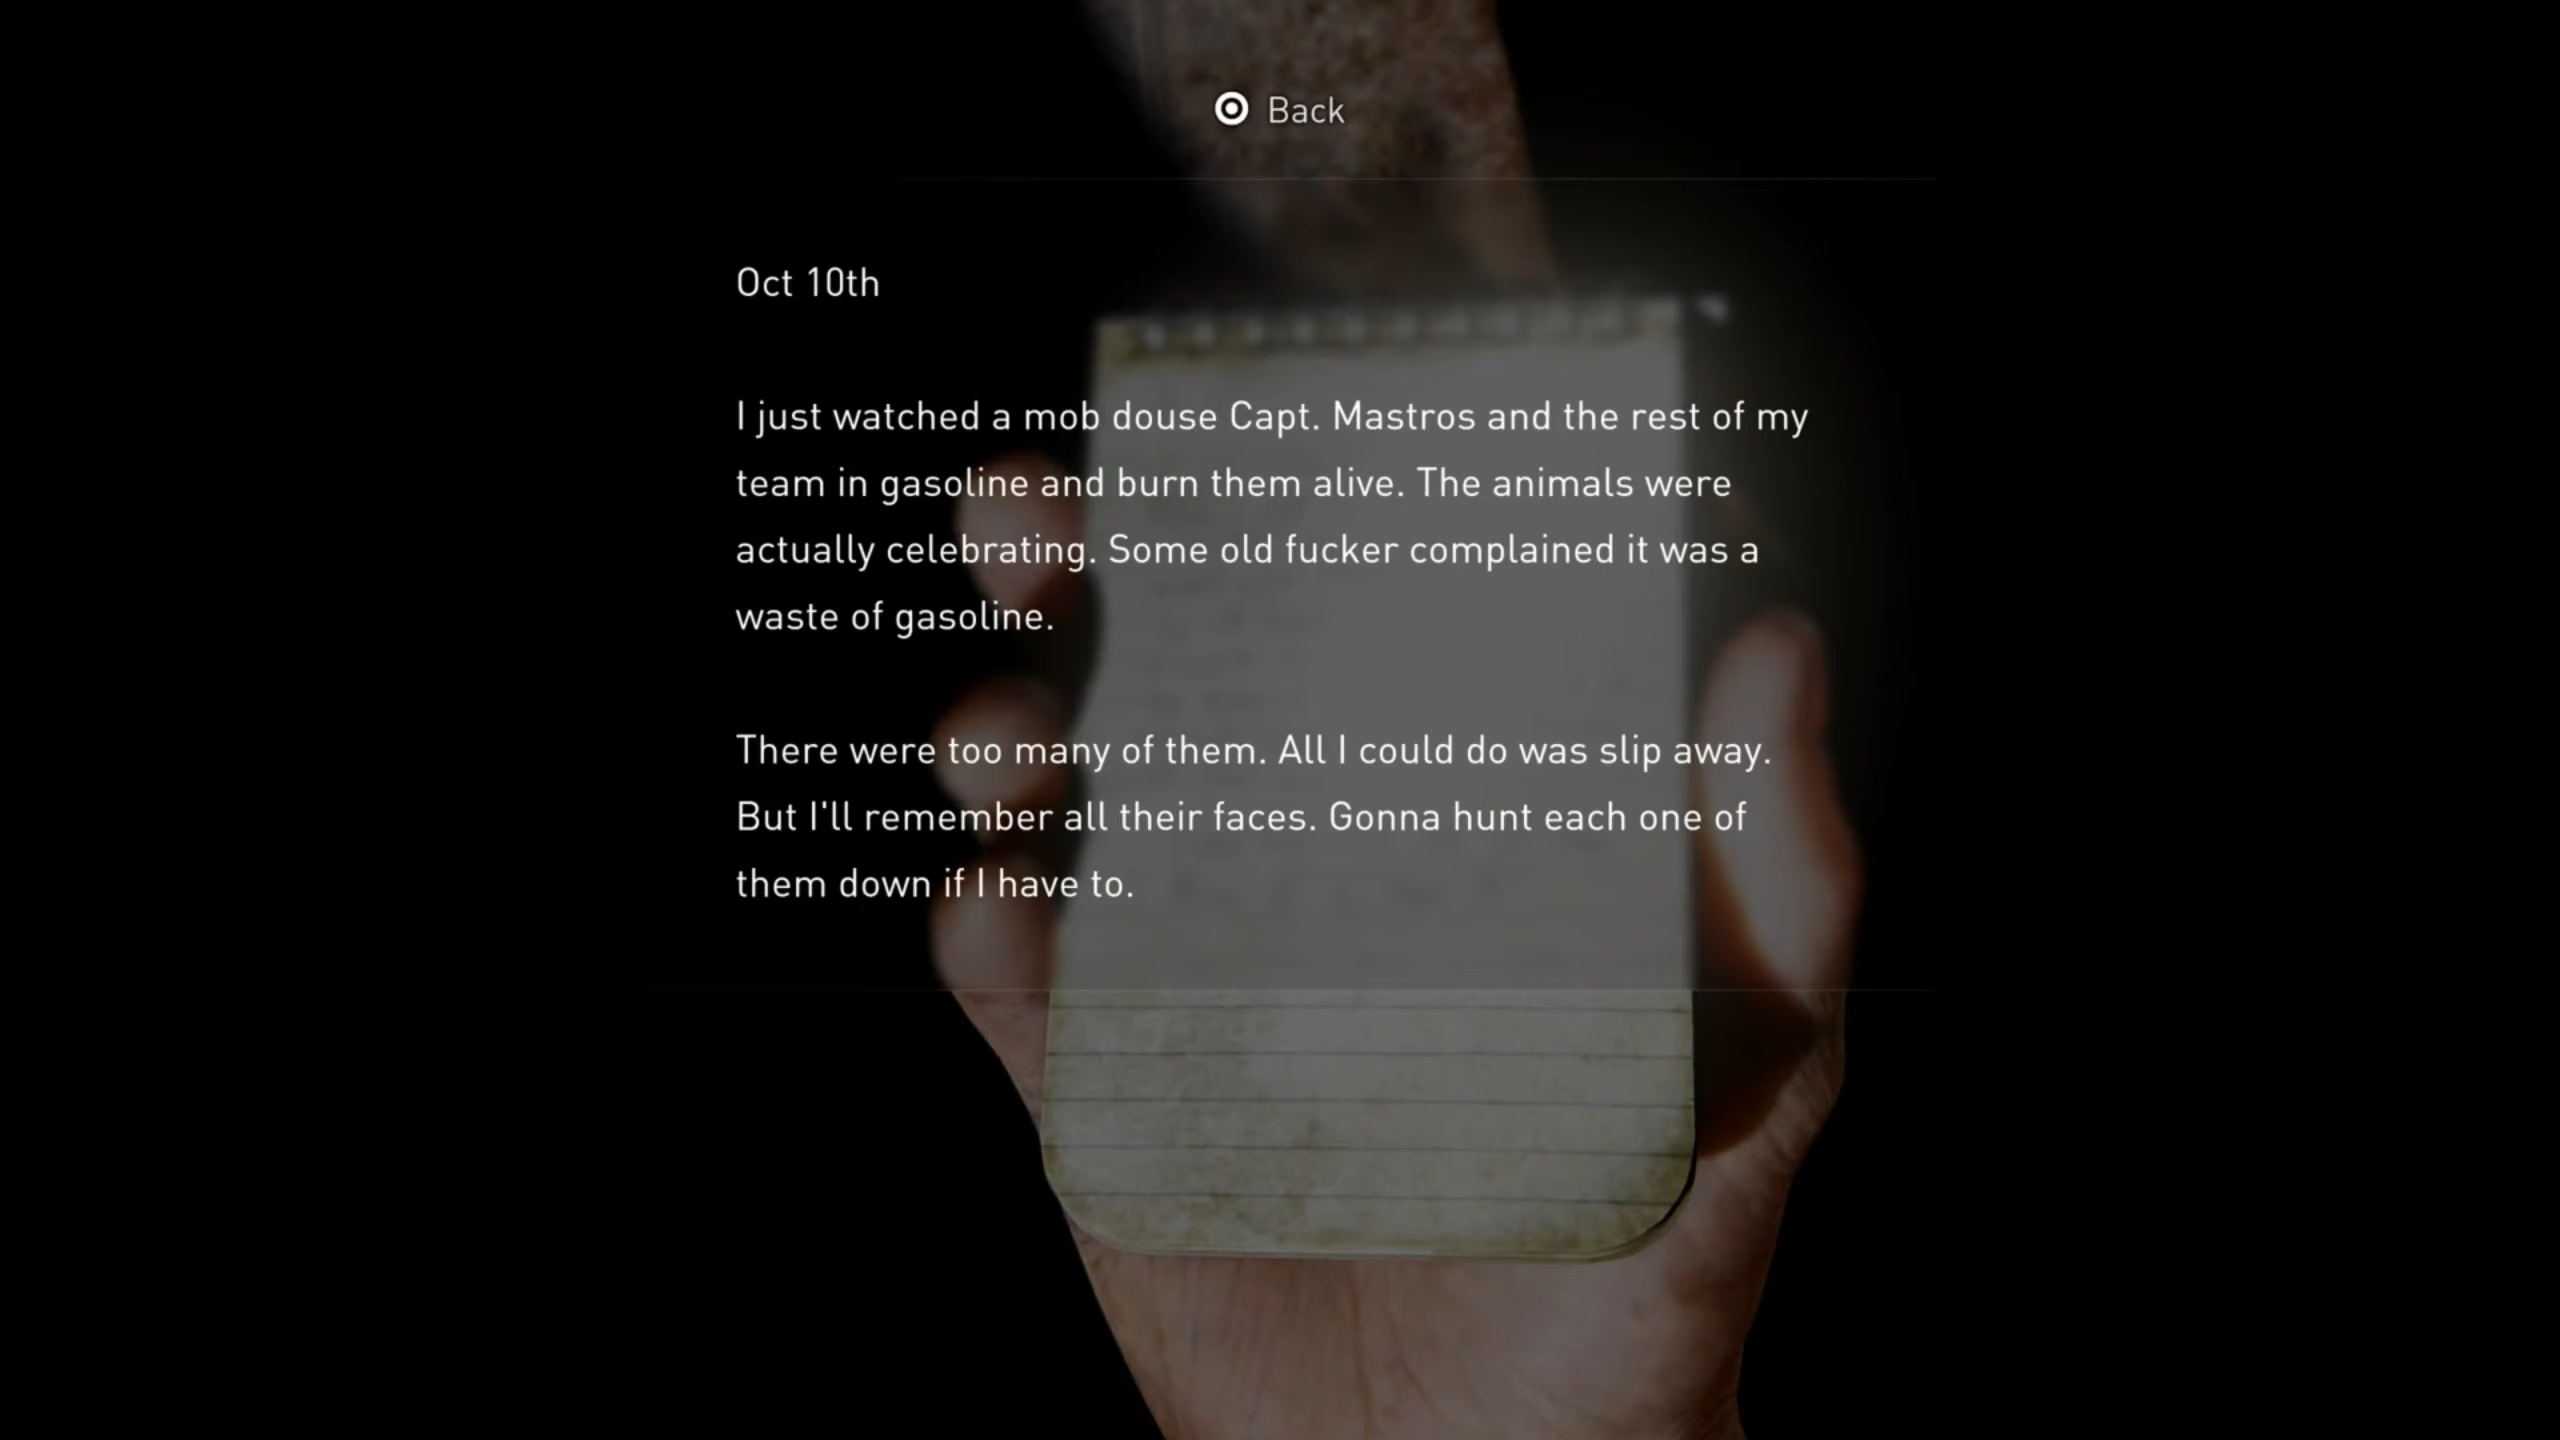 Back
Oct 10th
I just watched a mob douse Capt. Mastros and the rest of my
team in gasoline and burn them alive. The animals were
actually celebrating. Some old fucker complained it was a
waste of gasoline.
There were too many of them. All I could do was slip away.
But I'll remember all their faces. Gonna hunt each one of
them down if I have to.